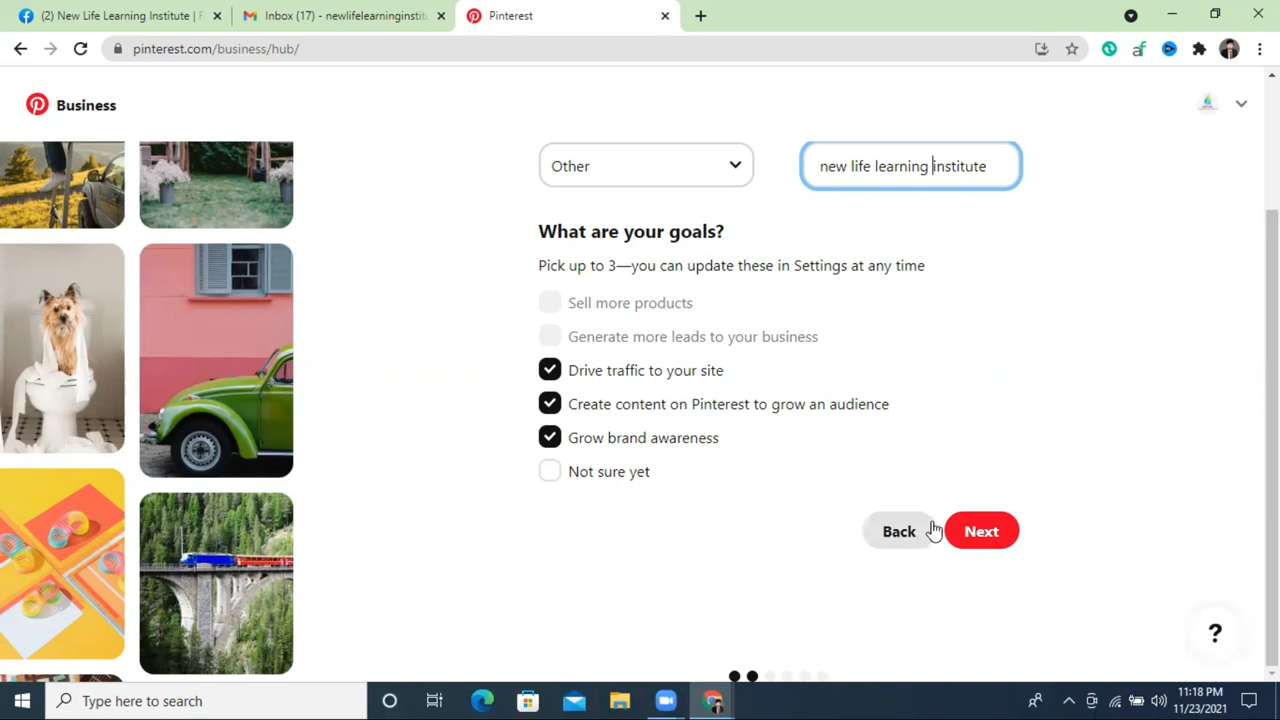 (2) New Life Learning Institute | F
Inbox (17) - newlifelearninginstitu
Pinterest
pinterest.com/business/hub/
Business
Other
new life learning institute
What are your goals?
Pick up to 3—you can update these in Settings at any time
Sell more products
Generate more leads to your business
Drive traffic to your site
Create content on Pinterest to grow an audience
Grow brand awareness
Not sure yet
Back
Next
?
Type here to search
11:18 PM
11/23/2021